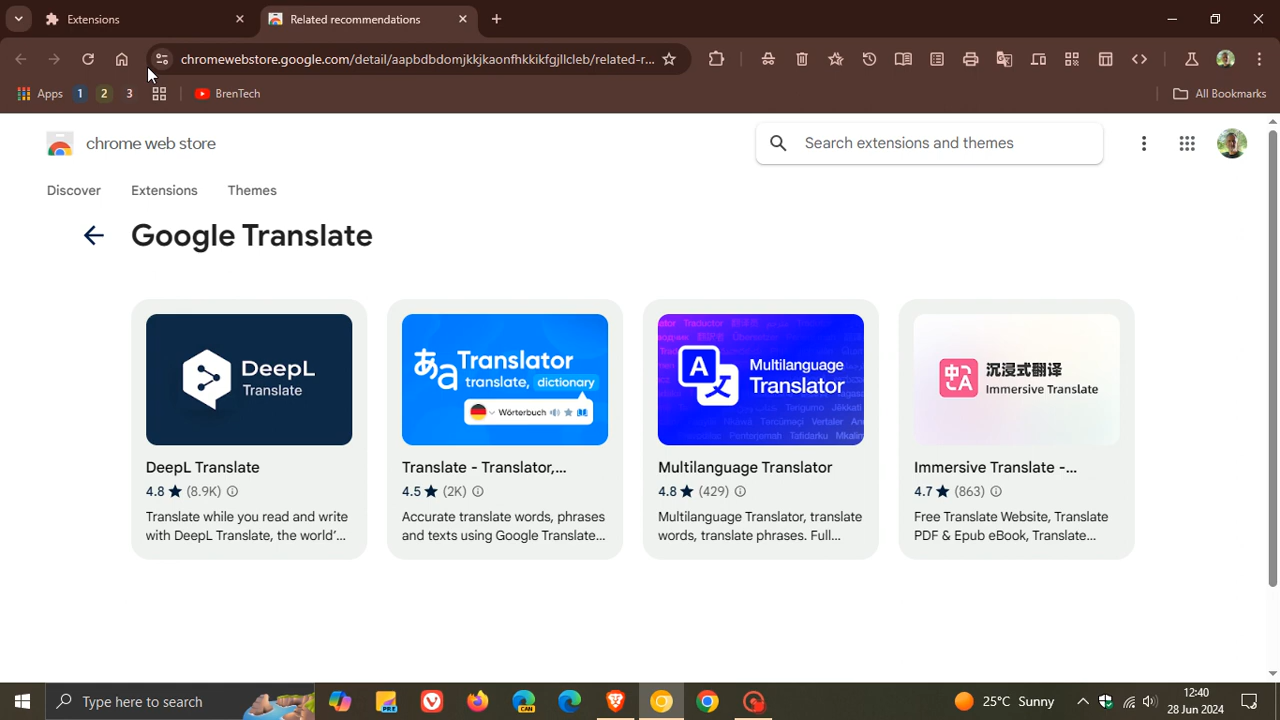 Extensions
Related recommendations
chromewebstore.google.com/detail/aapbdbdomjkkjkaonfhkkikfgjllcleb/related-r...
Apps 1 2 3 BrenTech All Bookmarks
chrome web store
Search extensions and themes
Discover Extensions Themes
Google Translate
DeepL
Translate
DeepL Translate
4.8 ★ (8.9K)
Translate while you read and write
with DeepL Translate, the world’...
あa Translator
translate, dictionary
Wörterbuch
Translate - Translator,...
4.5 ★ (2K)
Accurate translate words, phrases
and texts using Google Translate...
A 文 Multilanguage
Translator
Multilanguage Translator
4.8 ★ (429)
Multilanguage Translator, translate
words, translate phrases. Full...
沉浸式翻译
Immersive Translate
Immersive Translate -...
4.7 ★ (863)
Free Translate Website, Translate
PDF & Epub eBook, Translate...
Type here to search
PRE
CAN
25°C Sunny
12:40
28 Jun 2024